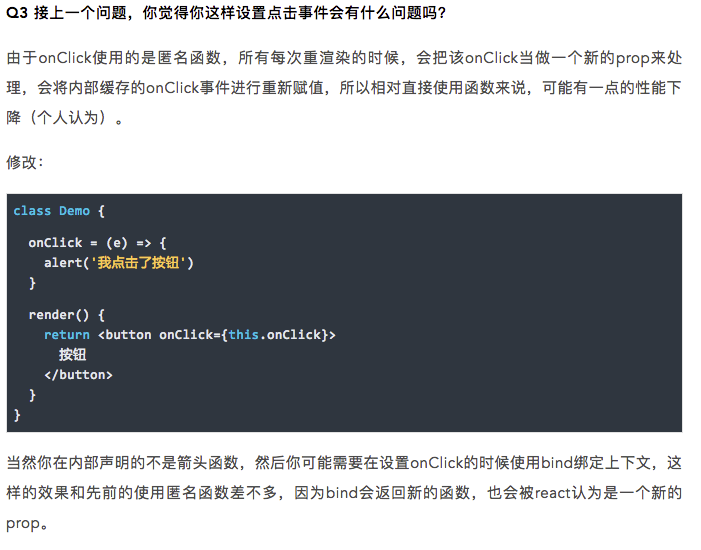 Q3 接上一个问题，你觉得你这样设置点击事件会有什么问题吗？
由于onClick使用的是匿名函数，所有每次重渲染的时候，会把该onClick当做一个新的prop来处
理，会将内部缓存的onClick事件进行重新赋值，所以相对直接使用函数来说，可能有一点的性能下
降（个人认为）。
修改：
class Demo {
onClick = (e) => {
alert('我点击了按钮')
}
render() {
return <button onClick={this.onClick}>
按钮
</button>
}
}
当然你在内部声明的不是箭头函数，然后你可能需要在设置onClick的时候使用bind绑定上下文，这
样的效果和先前的使用匿名函数差不多，因为bind会返回新的函数，也会被react认为是一个新的
prop。